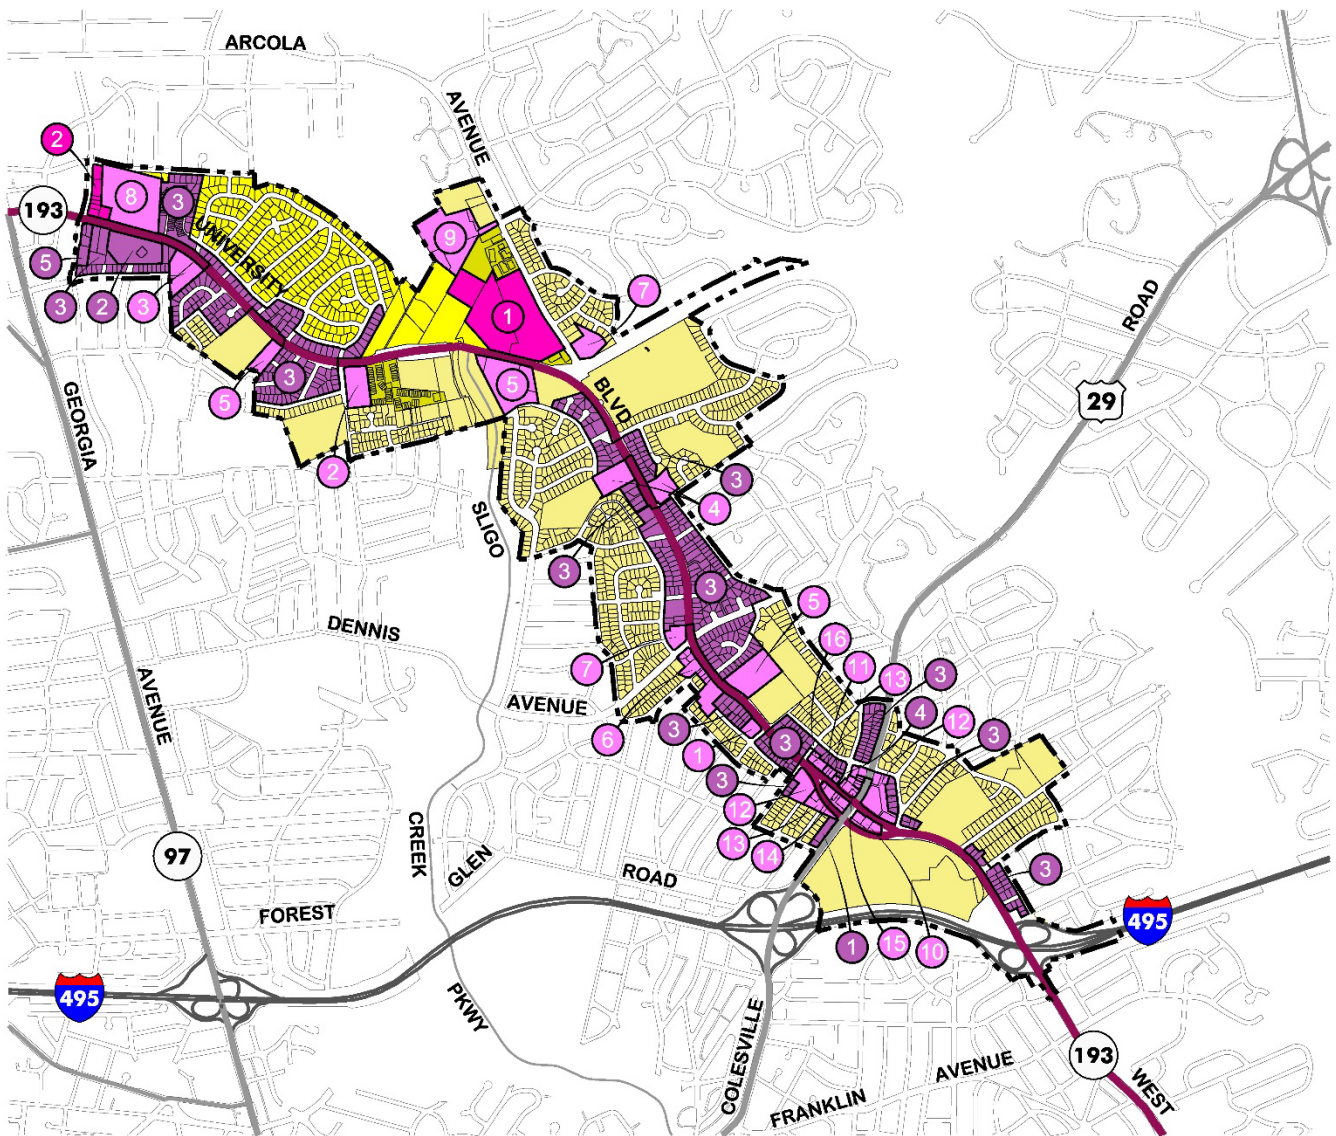 ARCOLA
AVENUE
2
8
3
193
9
UNIVERSITY
5
7
1
3
2
3
ROAD
3
5
BLVD
29
5
GEORGIA
2
3
4
SLIGO
3
3
5
DENNIS
16
7
11
13
3
AVENUE
AVENUE
4
12
6
3
3
3
1
3
12
CREEK
13
14
97
GLEN
ROAD
3
FOREST
495
1
15
10
495
PKWY
COLESVILLE
193
AVENUE
WEST
FRANKLIN